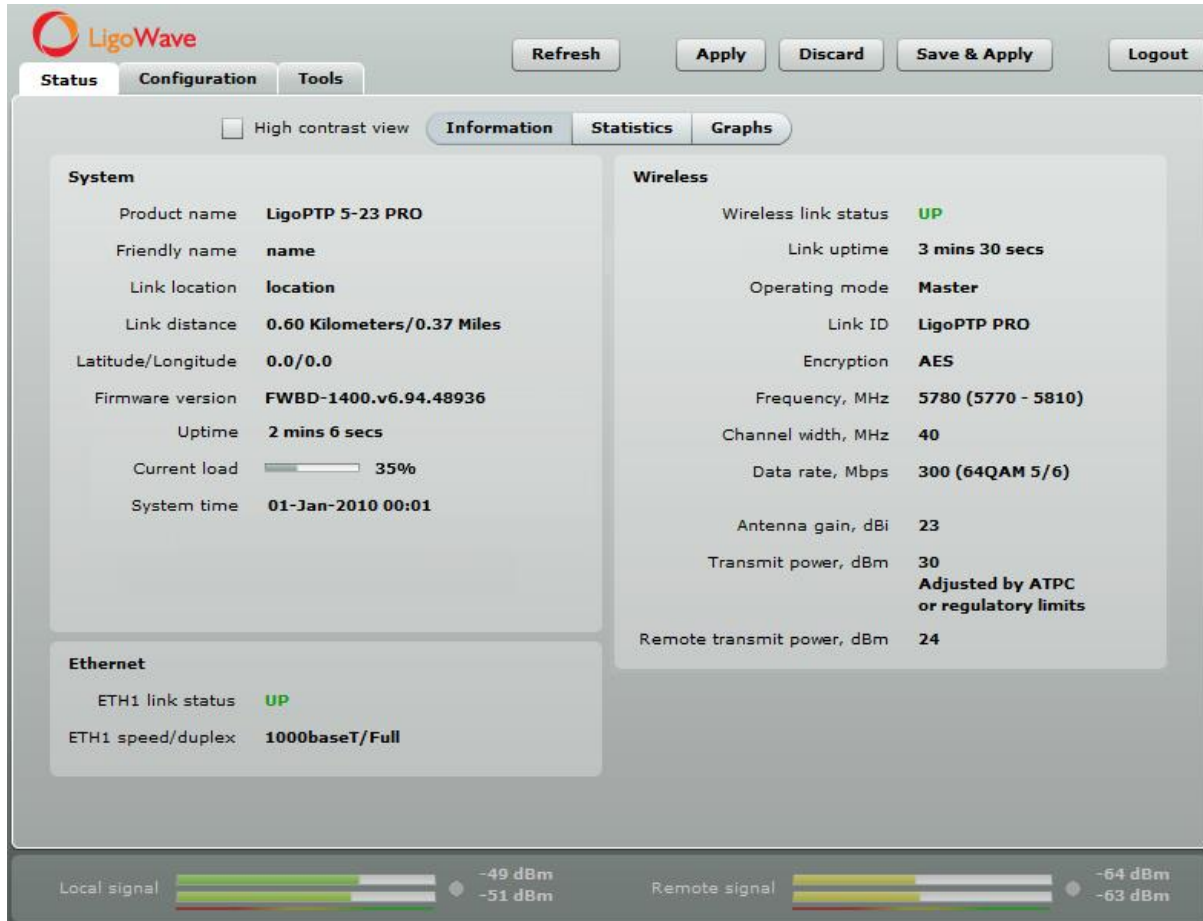 LigoWave
Refresh Apply Discard Save & Apply Logout
Status Configuration Tools
High contrast view Information Statistics Graphs
System
Product name LigoPTP 5-23 PRO
Friendly name name
Link location location
Link distance 0.60 Kilometers/0.37 Miles
Latitude/Longitude 0.0/0.0
Firmware version FWBD-1400.v6.94.48936
Uptime 2 mins 6 secs
Current load 35%
System time 01-Jan-2010 00:01
Ethernet
ETH1 link status UP
ETH1 speed/duplex 1000baseT/Full
Wireless
Wireless link status UP
Link uptime 3 mins 30 secs
Operating mode Master
Link ID LigoPTP PRO
Encryption AES
Frequency, MHz 5780 (5770 - 5810)
Channel width, MHz 40
Data rate, Mbps 300 (64QAM 5/6)
Antenna gain, dBi 23
Transmit power, dBm 30
Adjusted by ATPC
or regulatory limits
Remote transmit power, dBm 24
Local signal -49 dBm
-51 dBm
Remote signal -64 dBm
-63 dBm